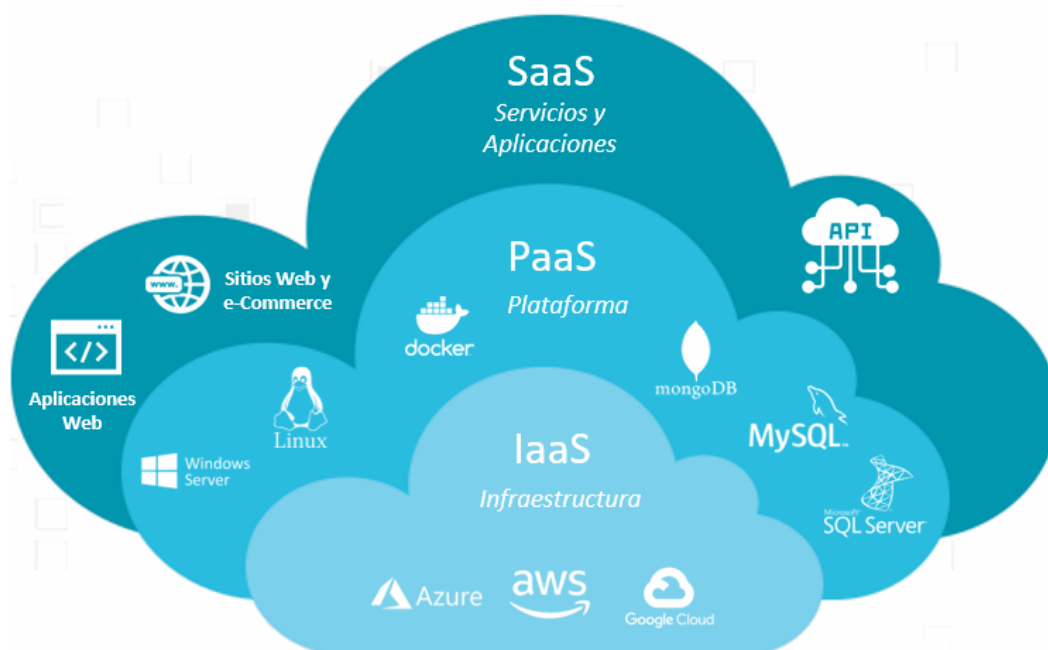 SaaS
Servicios y
Aplicaciones
API
www.
Sitios Web y
e-Commerce
</>
Aplicaciones
Web
PaaS
Plataforma
docker
mongoDB
MySQL
Linux
Windows
Server
Microsoft
SQL Server
IaaS
Infraestructura
Azure
aws
Google Cloud